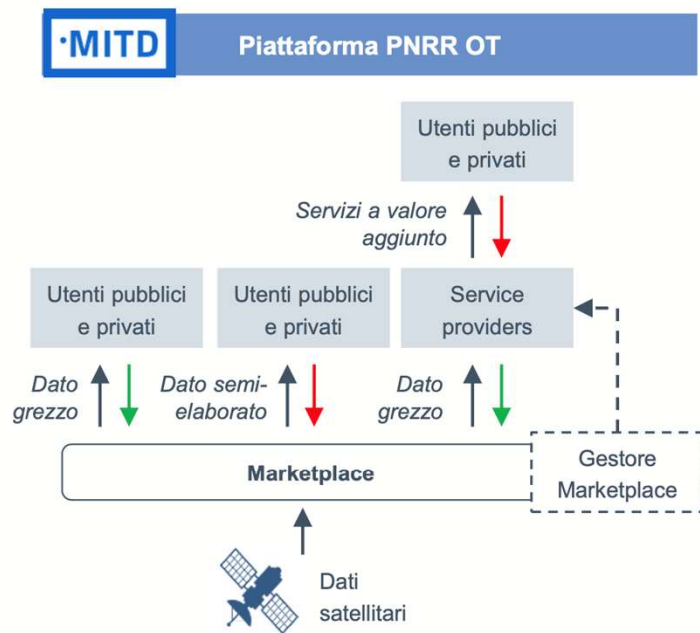 ·MITD
Piattaforma PNRR OT
Utenti pubblici
e privati
Servizi a valore
aggiunto
Utenti pubblici
e privati
Utenti pubblici
e privati
Service
providers
Dato
grezzo
Dato semi-
elaborato
Dato
grezzo
Marketplace
Gestore
Marketplace
Dati
satellitari